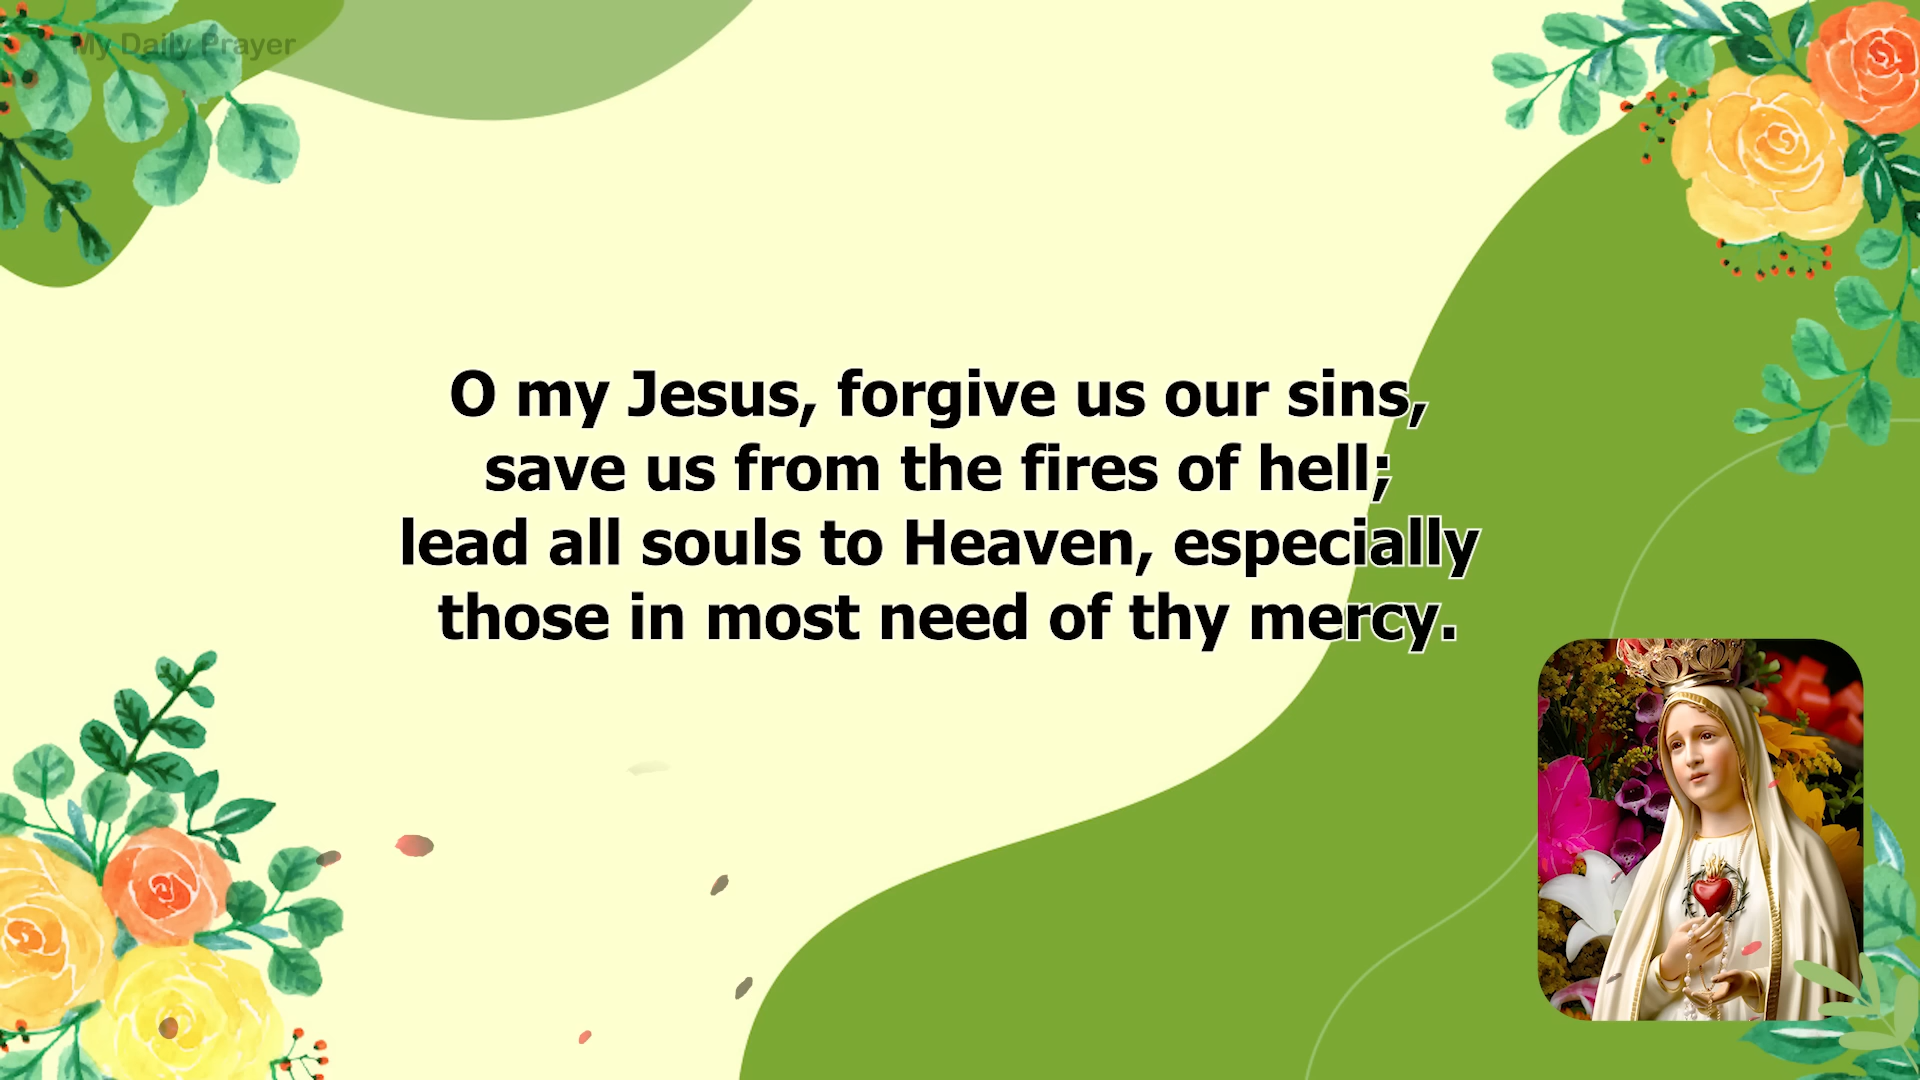 My Daily Prayer
O my Jesus, forgive us our sins,
save us from the fires of hell;
lead all souls to Heaven, especially
those in most need of thy mercy.